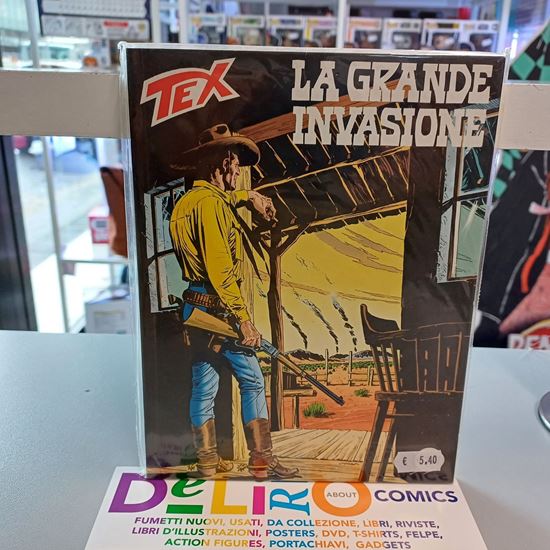 TEX
LA GRANDE
INVASIONE
€ 5,40
DeLiRO ABOUT COMICS
FUMETTI NUOVI, USATI, DA COLLEZIONE, LIBRI, RIVISTE,
LIBRI D'ILLUSTRAZIONI, POSTERS, DVD, T-SHIRTS, FELPE,
ACTION FIGURES, PORTACHIAVI, GADGETS